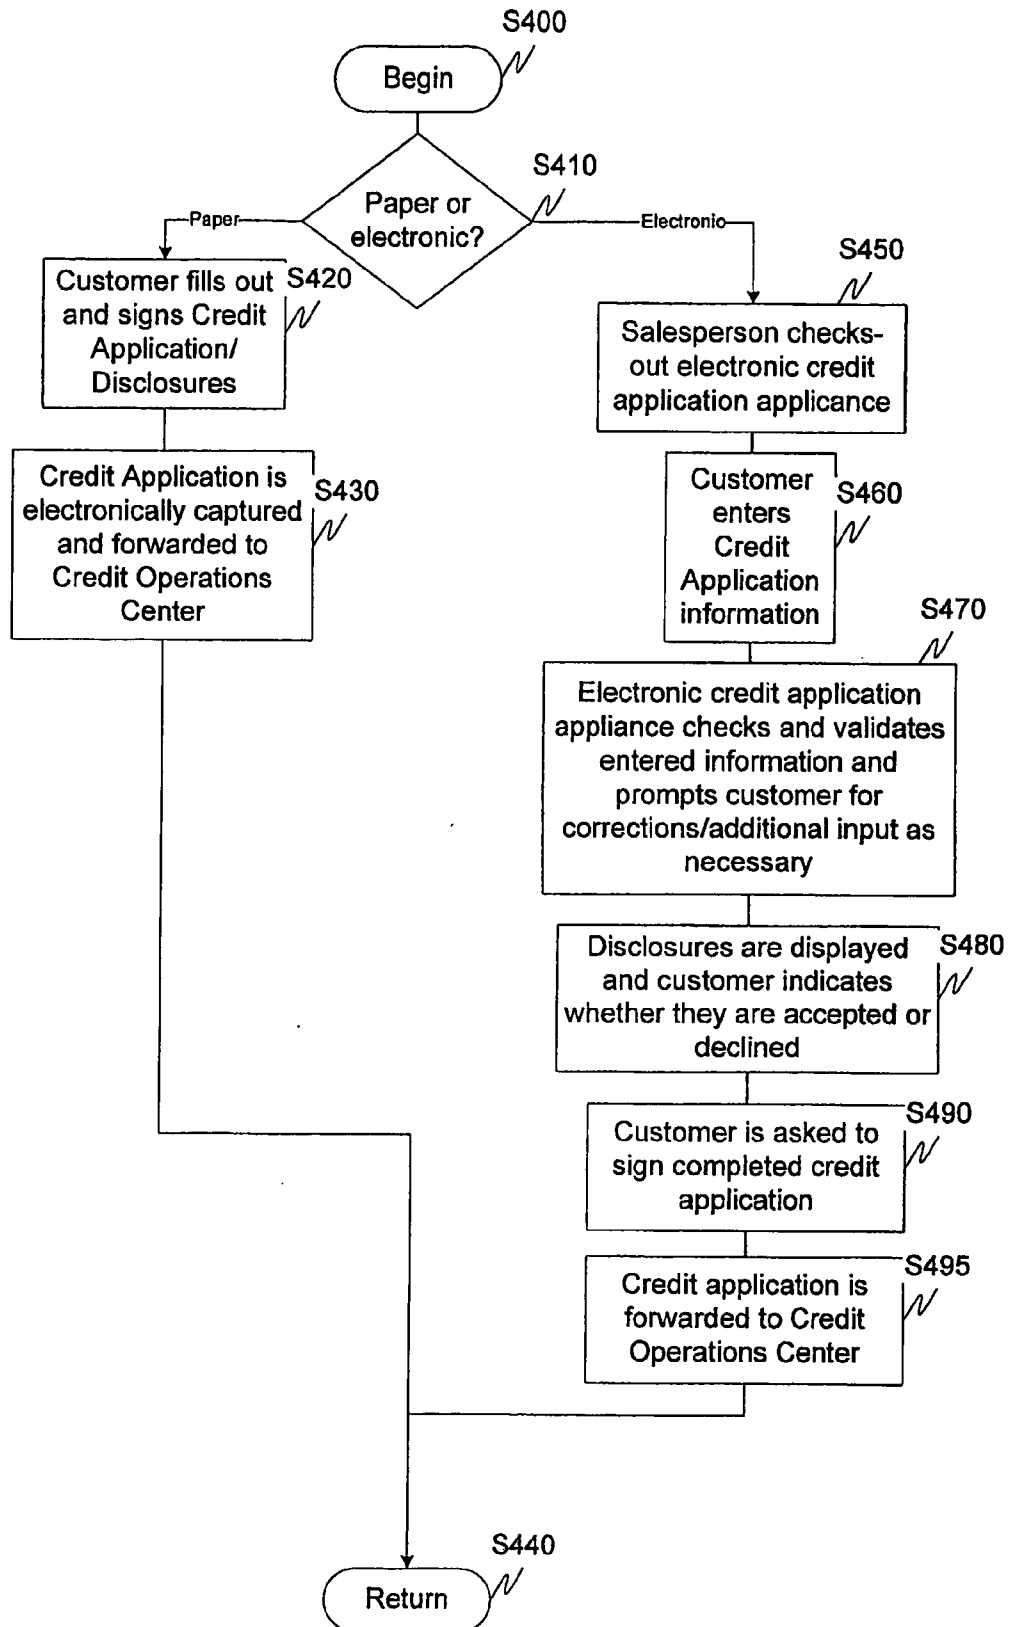 S400
Begin
S410
Paper or
electronic?
Paper
Electronic
S420
Customer fills out
and signs Credit
Application/
Disclosures
S430
Credit Application is
electronically captured
and forwarded to
Credit Operations
Center
S450
Salesperson checks-
out electronic credit
application applicance
S460
Customer
enters
Credit
Application
information
S470
Electronic credit application
appliance checks and validates
entered information and
prompts customer for
corrections/additional input as
necessary
S480
Disclosures are displayed
and customer indicates
whether they are accepted or
declined
S490
Customer is asked to
sign completed credit
application
S495
Credit application is
forwarded to Credit
Operations Center
S440
Return